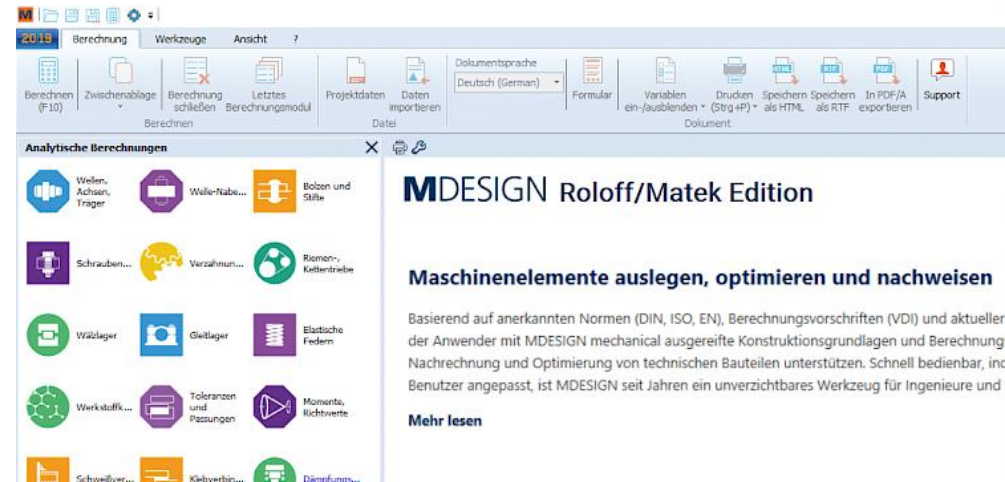 M
2019 Berechnung Werkzeuge Ansicht ?
Berechnen (F10)
Zwischenablage
Berechnung schließen
Letztes Berechnungsmodul
Projektdaten
Daten importieren
Dokumentsprache
Deutsch (German)
Formular
Variablen ein-/ausblenden
Drucken (Strg+P)
Speichern als HTML
Speichern als RTF
In PDF/A exportieren
Support
Berechnen
Datei
Dokument
Analytische Berechnungen
Wellen, Achsen, Träger
Welle-Nabe...
Bolzen und Stifte
Schrauben...
Verzahnun...
Riemen-, Kettentriebe
Wälzlager
Gleitlager
Elastische Federn
Werkstoffk...
Toleranzen und Passungen
Momente, Richtwerte
Schweißver...
Klebverbin...
Dämpfungs...
MDESIGN Roloff/Matek Edition
Maschinenelemente auslegen, optimieren und nachweisen
Basierend auf anerkannten Normen (DIN, ISO, EN), Berechnungsvorschriften (VDI) und aktueller
der Anwender mit MDESIGN mechanical ausgereifte Konstruktionsgrundlagen und Berechnung
Nachrechnung und Optimierung von technischen Bauteilen unterstützen. Schnell bedienbar, in
Benutzer angepasst, ist MDESIGN seit Jahren ein unverzichtbares Werkzeug für Ingenieure und
Mehr lesen